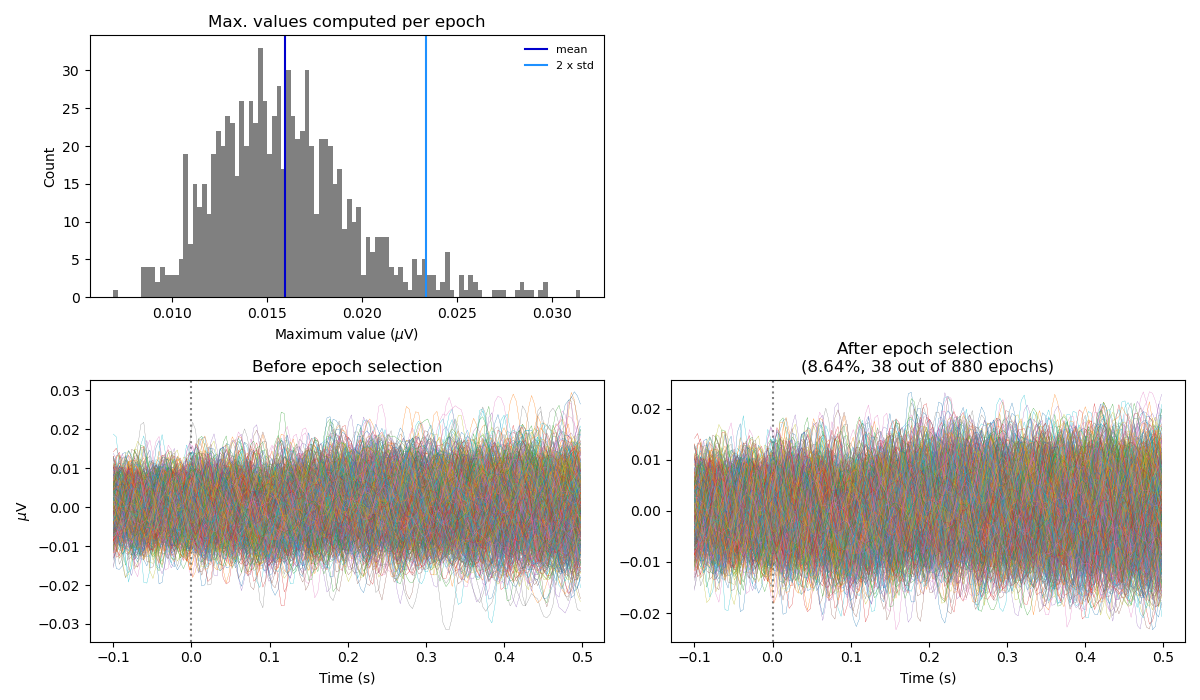 Max. values computed per epoch
mean
2 x std
30
25
20
15
10
5
0
Count
0.010 0.015 0.020 0.025 0.030
Maximum value (μV)
Before epoch selection
0.03
0.02
0.01
0.00
−0.01
−0.02
−0.03
μV
−0.1 0.0 0.1 0.2 0.3 0.4 0.5
Time (s)
After epoch selection
(8.64%, 38 out of 880 epochs)
0.02
0.01
0.00
−0.01
−0.02
−0.1 0.0 0.1 0.2 0.3 0.4 0.5
Time (s)